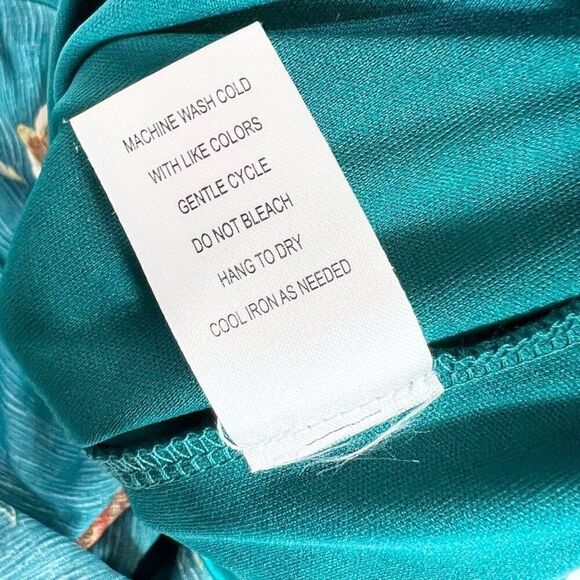 MACHINE WASH COLD
WITH LIKE COLORS
GENTLE CYCLE
DO NOT BLEACH
HANG TO DRY
COOL IRON AS NEEDED